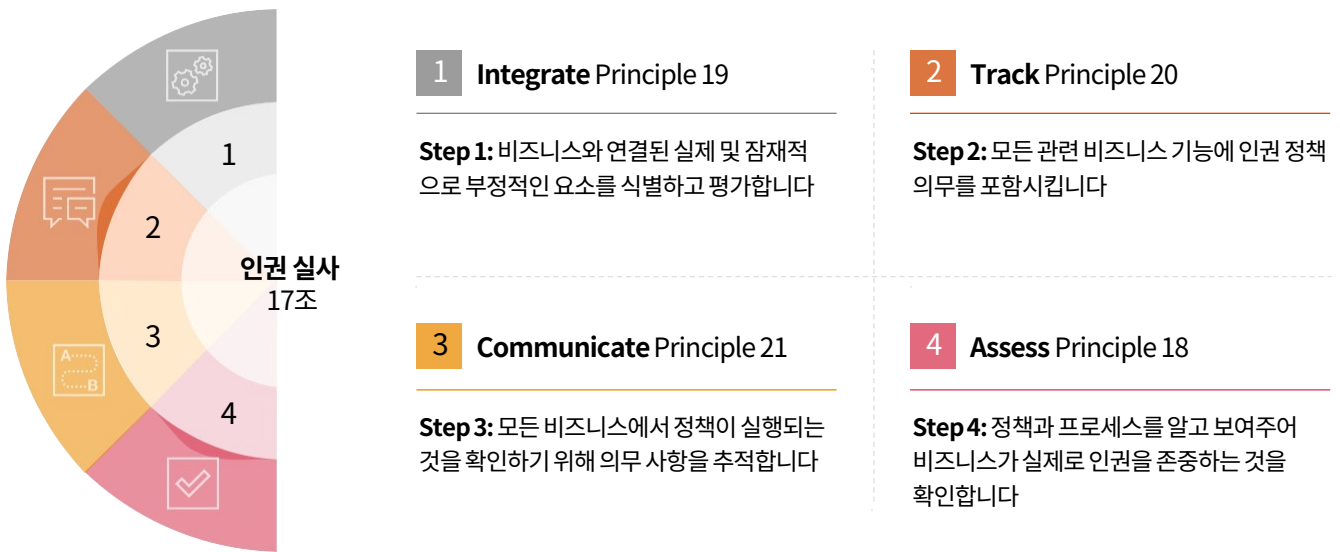 1
2
3
4
인권 실사
17조
1 Integrate Principle 19
Step 1: 비즈니스와 연결된 실제 및 잠재적
으로 부정적인 요소를 식별하고 평가합니다
2 Track Principle 20
Step 2: 모든 관련 비즈니스 기능에 인권 정책
의무를 포함시킵니다
A
B
3 Communicate Principle 21
Step 3: 모든 비즈니스에서 정책이 실행되는
것을 확인하기 위해 의무 사항을 추적합니다
4 Assess Principle 18
Step 4: 정책과 프로세스를 알고 보여주어
비즈니스가 실제로 인권을 존중하는 것을
확인합니다